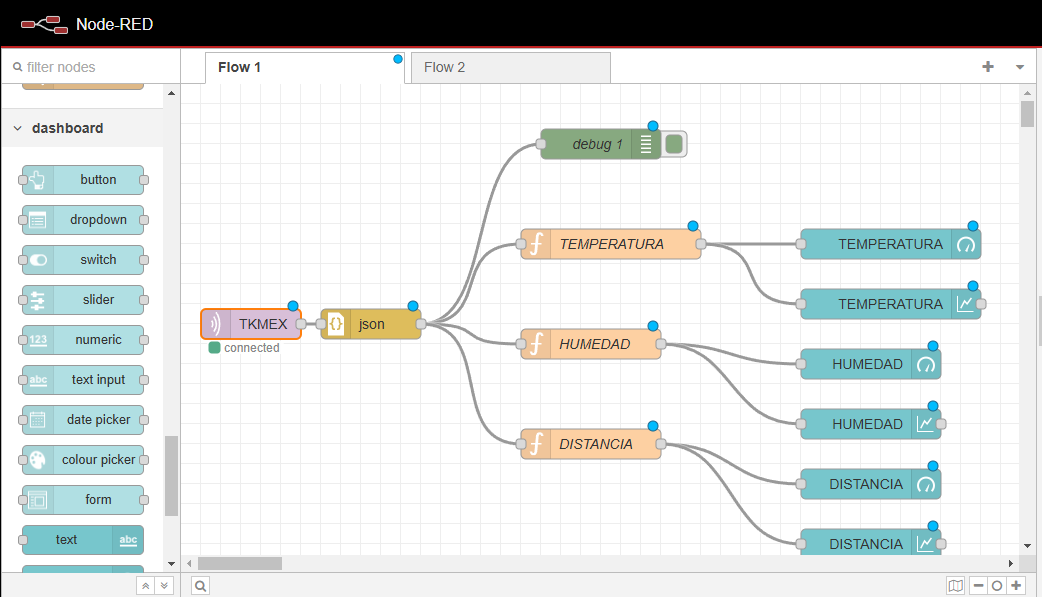 Node-RED
filter nodes
Flow 1
Flow 2
dashboard
button
dropdown
switch
slider
123 numeric
abc text input
date picker
colour picker
form
text abc
debug 1
TEMPERATURA
TEMPERATURA
TEMPERATURA
TKMEX
connected
{} json
HUMEDAD
HUMEDAD
HUMEDAD
DISTANCIA
DISTANCIA
DISTANCIA